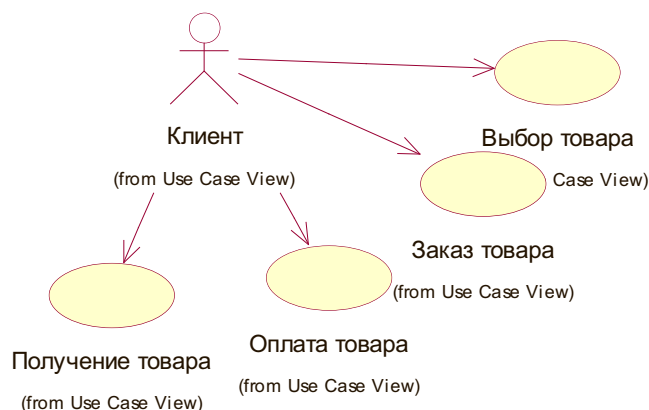 Клиент
(from Use Case View)
Выбор товара
Case View)
Заказ товара
(from Use Case View)
Оплата товара
(from Use Case View)
Получение товара
(from Use Case View)